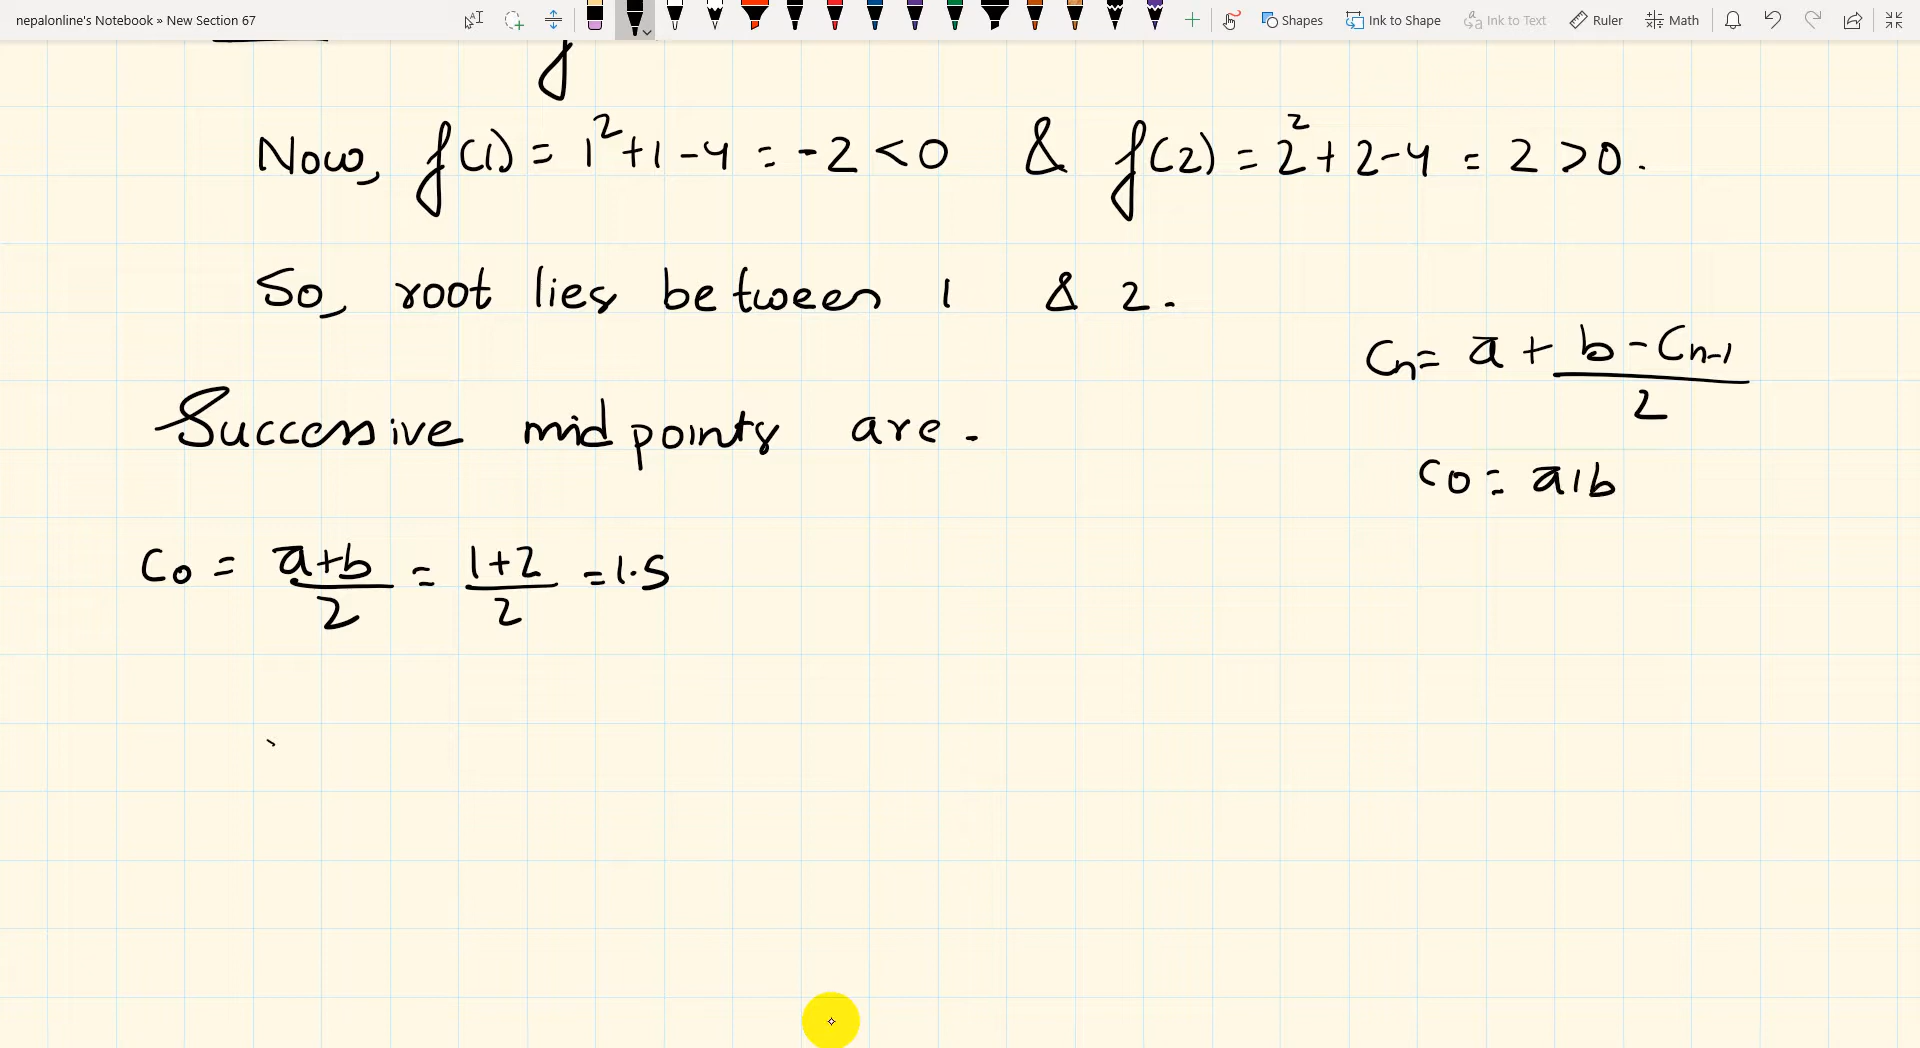 nepalonline's Notebook » New Section 67
Shapes Ink to Shape Ink to Text Ruler Math
Now, f(1) = 1²+1-4 = -2 < 0 & f(2) = 2²+2-4 = 2 > 0.
So, root lies between 1 & 2.
Cn = a + (b - Cn-1)/2
Successive midpoints are.
C0 = a, b
C0 = (a+b)/2 = (1+2)/2 = 1.5